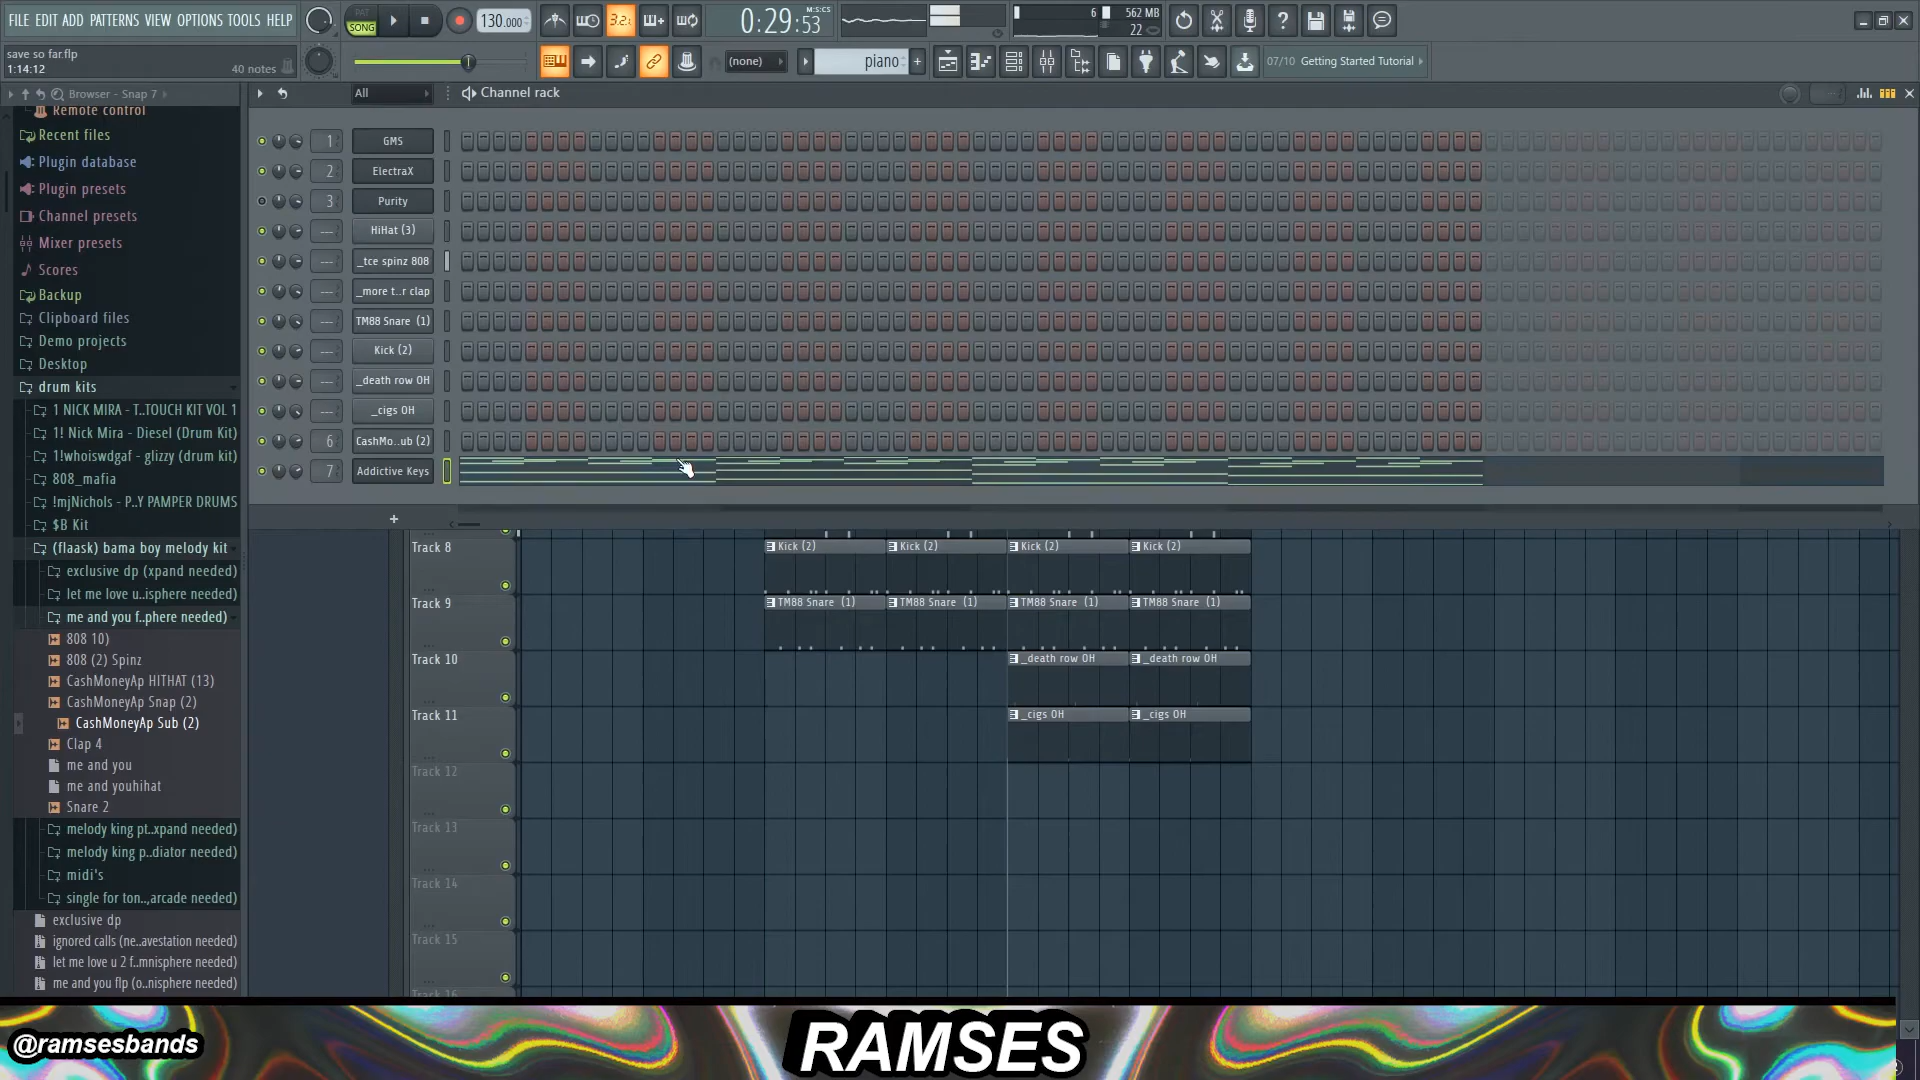 FILE EDIT ADD PATTERNS VIEW OPTIONS TOOLS HELP
PAT
SONG
130.000
3.2.
0:29:53
M:S:CS
6
562 MB
22
save so far.flp
1:14:12
40 notes
(none)
piano
07/10 Getting Started Tutorial
Browser - Snap 7
All
Channel rack
Remote control
Recent files
Plugin database
Plugin presets
Channel presets
Mixer presets
Scores
Backup
Clipboard files
Demo projects
Desktop
drum kits
1 NICK MIRA - T..TOUCH KIT VOL 1
1! Nick Mira - Diesel (Drum Kit)
1!whoiswdgaf - glizzy (drum kit)
808_mafia
!mjNichols - P..Y PAMPER DRUMS
$B Kit
(flaask) bama boy melody kit
exclusive dp (xpand needed)
let me love u..isphere needed)
me and you f..phere needed)
808 10)
808 (2) Spinz
CashMoneyAp HITHAT (13)
CashMoneyAp Snap (2)
CashMoneyAp Sub (2)
Clap 4
me and you
me and youhihat
Snare 2
melody king pt..xpand needed)
melody king p..diator needed)
midi's
single for ton..,arcade needed)
exclusive dp
ignored calls (ne..avestation needed)
let me love u 2 f..mnisphere needed)
me and you flp (o..nisphere needed)
1 GMS
2 ElectraX
3 Purity
--- HiHat (3)
--- _tce spinz 808
--- _more t..r clap
--- TM88 Snare (1)
--- Kick (2)
--- _death row OH
--- _cigs OH
6 CashMo..ub (2)
7 Addictive Keys
+
Track 8
Kick (2) Kick (2) Kick (2) Kick (2)
Track 9
TM88 Snare (1) TM88 Snare (1) TM88 Snare (1) TM88 Snare (1)
Track 10
_death row OH _death row OH
Track 11
_cigs OH _cigs OH
Track 12
Track 13
Track 14
Track 15
Track 16
@ramsesbands
RAMSES